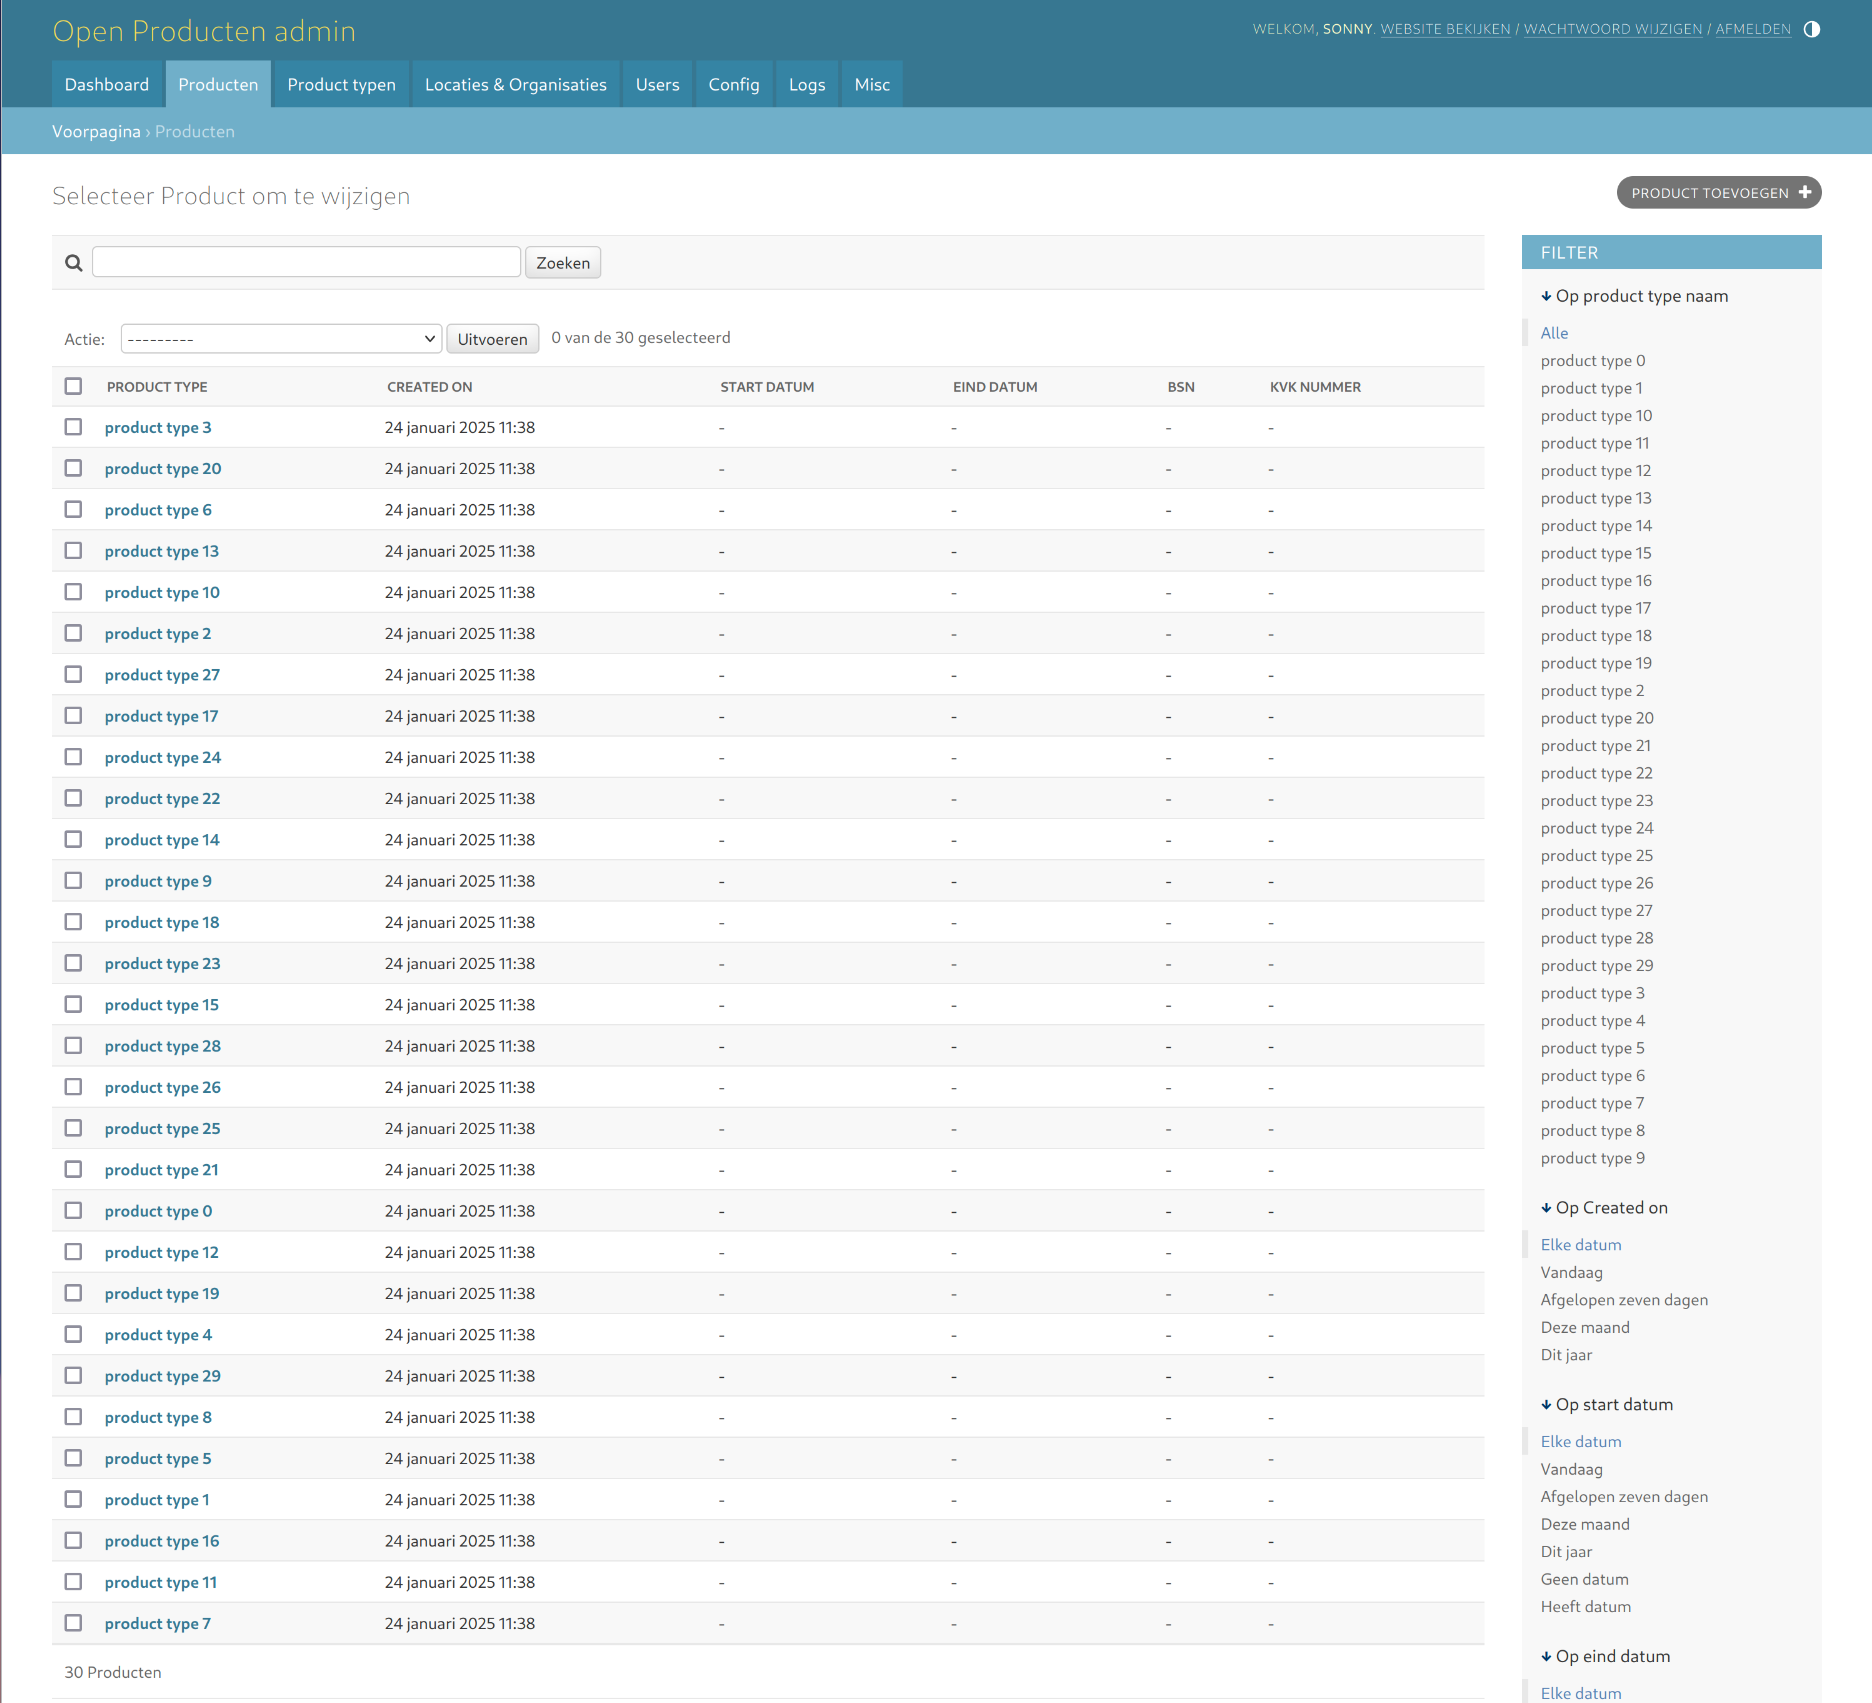 Open Producten admin
WELKOM, SONNY. WEBSITE BEKIJKEN / WACHTWOORD WIJZIGEN / AFMELDEN
Dashboard Producten Product typen Locaties & Organisaties Users Config Logs Misc
Voorpagina › Producten
Selecteer Product om te wijzigen
PRODUCT TOEVOEGEN +
Zoeken
Actie: --------- Uitvoeren 0 van de 30 geselecteerd
PRODUCT TYPE CREATED ON START DATUM EIND DATUM BSN KVK NUMMER
product type 3 24 januari 2025 11:38 - - - -
product type 20 24 januari 2025 11:38 - - - -
product type 6 24 januari 2025 11:38 - - - -
product type 13 24 januari 2025 11:38 - - - -
product type 10 24 januari 2025 11:38 - - - -
product type 2 24 januari 2025 11:38 - - - -
product type 27 24 januari 2025 11:38 - - - -
product type 17 24 januari 2025 11:38 - - - -
product type 24 24 januari 2025 11:38 - - - -
product type 22 24 januari 2025 11:38 - - - -
product type 14 24 januari 2025 11:38 - - - -
product type 9 24 januari 2025 11:38 - - - -
product type 18 24 januari 2025 11:38 - - - -
product type 23 24 januari 2025 11:38 - - - -
product type 15 24 januari 2025 11:38 - - - -
product type 28 24 januari 2025 11:38 - - - -
product type 26 24 januari 2025 11:38 - - - -
product type 25 24 januari 2025 11:38 - - - -
product type 21 24 januari 2025 11:38 - - - -
product type 0 24 januari 2025 11:38 - - - -
product type 12 24 januari 2025 11:38 - - - -
product type 19 24 januari 2025 11:38 - - - -
product type 4 24 januari 2025 11:38 - - - -
product type 29 24 januari 2025 11:38 - - - -
product type 8 24 januari 2025 11:38 - - - -
product type 5 24 januari 2025 11:38 - - - -
product type 1 24 januari 2025 11:38 - - - -
product type 16 24 januari 2025 11:38 - - - -
product type 11 24 januari 2025 11:38 - - - -
product type 7 24 januari 2025 11:38 - - - -
30 Producten
FILTER
Op product type naam
Alle
product type 0
product type 1
product type 10
product type 11
product type 12
product type 13
product type 14
product type 15
product type 16
product type 17
product type 18
product type 19
product type 2
product type 20
product type 21
product type 22
product type 23
product type 24
product type 25
product type 26
product type 27
product type 28
product type 29
product type 3
product type 4
product type 5
product type 6
product type 7
product type 8
product type 9
Op Created on
Elke datum
Vandaag
Afgelopen zeven dagen
Deze maand
Dit jaar
Op start datum
Elke datum
Vandaag
Afgelopen zeven dagen
Deze maand
Dit jaar
Geen datum
Heeft datum
Op eind datum
Elke datum